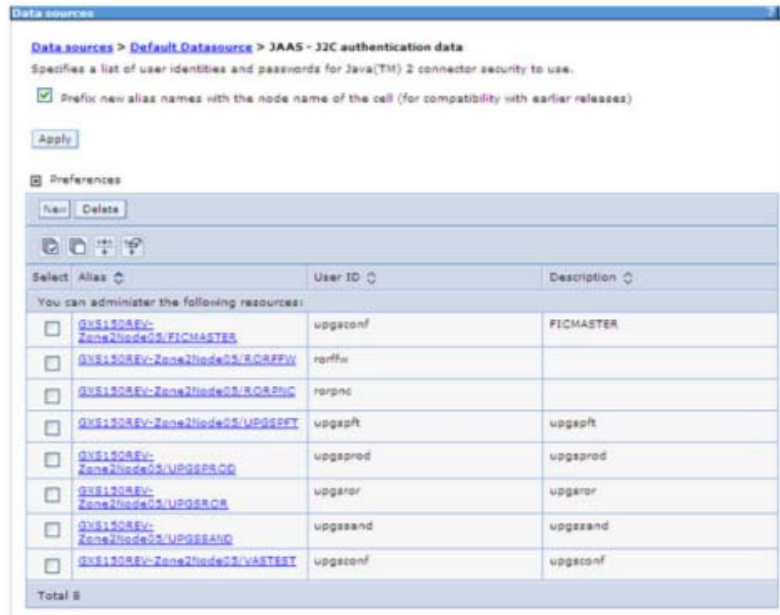 Data sources
?
Data sources > Default Datasource > JAAS - J2C authentication data
Specifies a list of user identities and passwords for Java(TM) 2 connector security to use.
Prefix new alias names with the node name of the cell (for compatibility with earlier releases)
Apply
Preferences
New Delete
Select Alias User ID Description
You can administer the following resources:
GXS150REV-
Zone2Node05/FICMASTER upgsconf FICMASTER
GXS150REV-Zone2Node05/RORFFW rorffw
GXS150REV-Zone2Node05/RORPNC rorpnc
GXS150REV-Zone2Node05/UPGSPFT upgspft upgspft
GXS150REV-
Zone2Node05/UPGSPROD upgsprod upgsprod
GXS150REV-
Zone2Node05/UPGSROR upgsror upgsror
GXS150REV-
Zone2Node05/UPGSSAND upgssand upgssand
GXS150REV-Zone2Node05/VASTEST upgsconf upgsconf
Total 8